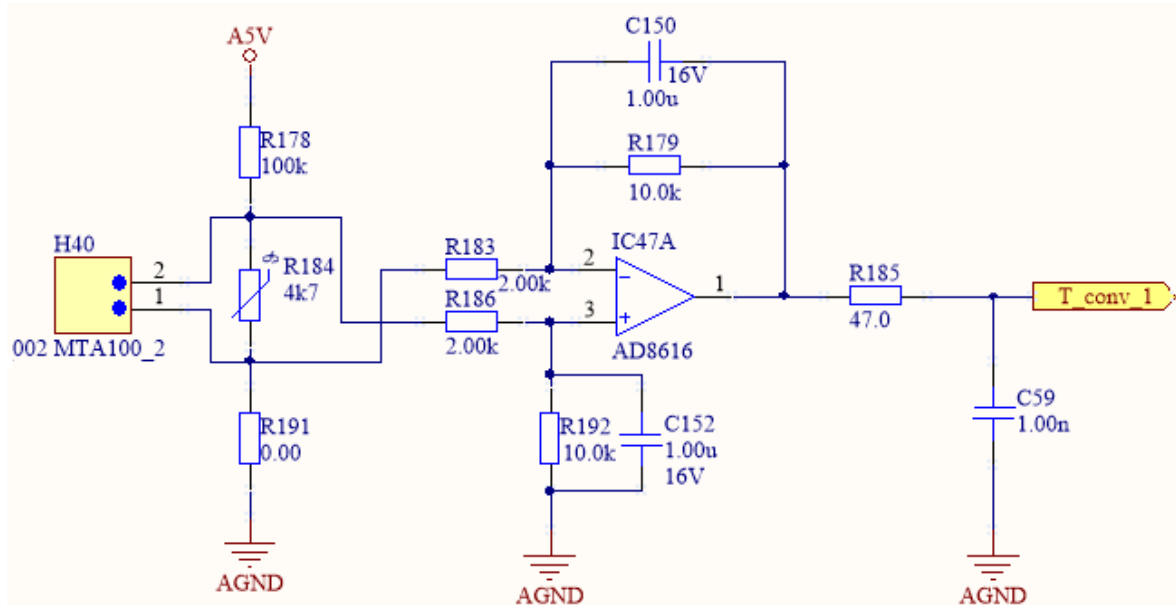 C150
16V
1.00u
A5V
R178
100k
R179
10.0k
H40
2
1
002 MTA100_2
R184
4k7
R183
2.00k
R186
2.00k
IC47A
2
3
1
AD8616
R185
47.0
T_conv_1
R191
0.00
R192
10.0k
C152
1.00u
16V
C59
1.00n
AGND
AGND
AGND